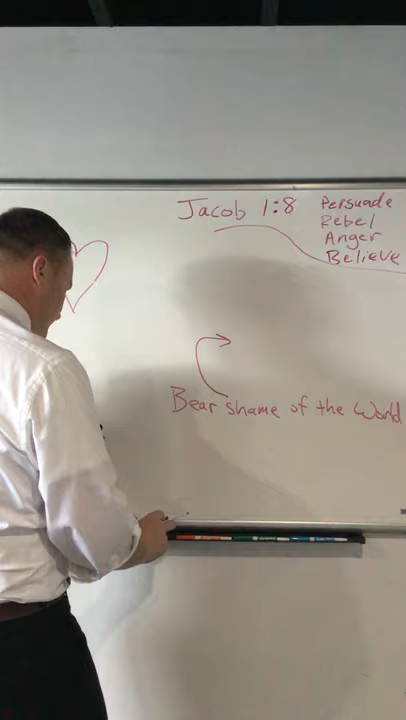 Jacob 1:8
Persuade
Rebel
Anger
Believe
Bear shame of the World